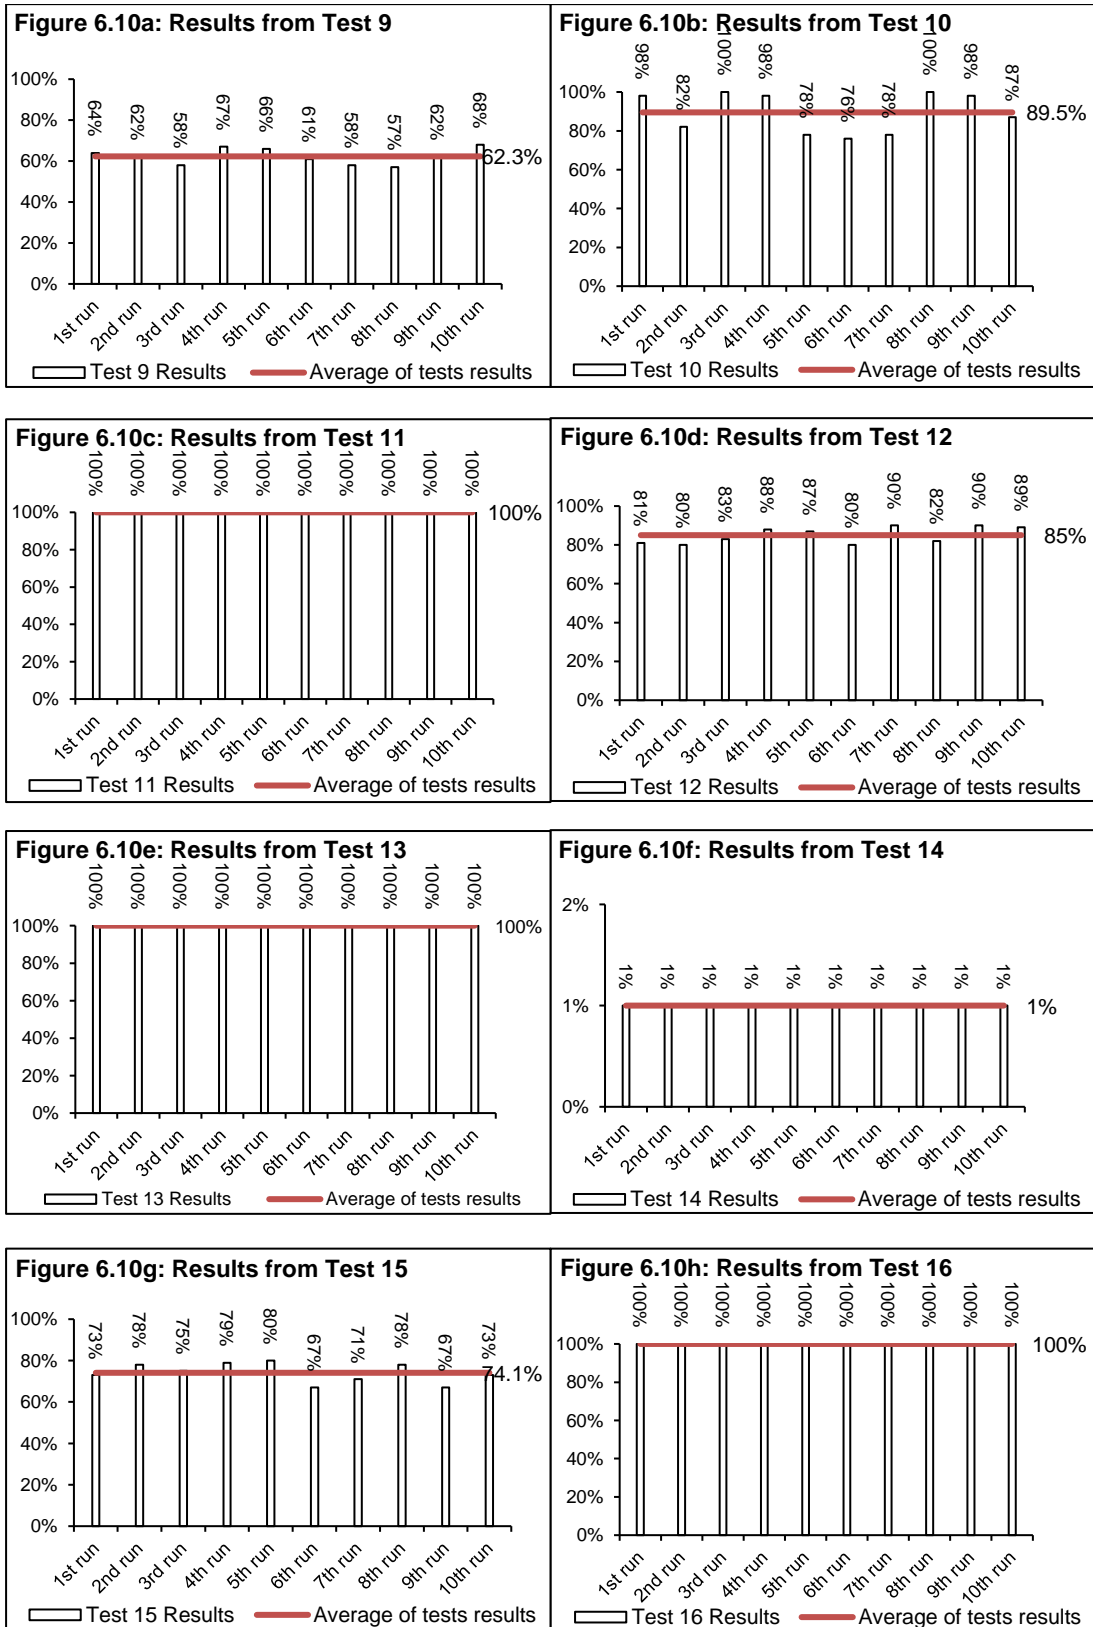 Figure 6.10a: Results from Test 9
64% 62% 58% 67% 66% 61% 58% 57% 62% 68%
100%
80%
60%
40%
20%
0%
62.3%
1st run 2nd run 3rd run 4th run 5th run 6th run 7th run 8th run 9th run 10th run
Test 9 Results Average of tests results
Figure 6.10b: Results from Test 10
98% 82% 100% 98% 78% 76% 78% 100% 98% 87%
100%
80%
60%
40%
20%
0%
89.5%
1st run 2nd run 3rd run 4th run 5th run 6th run 7th run 8th run 9th run 10th run
Test 10 Results Average of tests results
Figure 6.10c: Results from Test 11
100% 100% 100% 100% 100% 100% 100% 100% 100% 100%
100%
80%
60%
40%
20%
0%
100%
1st run 2nd run 3rd run 4th run 5th run 6th run 7th run 8th run 9th run 10th run
Test 11 Results Average of tests results
Figure 6.10d: Results from Test 12
81% 80% 83% 88% 87% 80% 90% 82% 90% 89%
100%
80%
60%
40%
20%
0%
85%
1st run 2nd run 3rd run 4th run 5th run 6th run 7th run 8th run 9th run 10th run
Test 12 Results Average of tests results
Figure 6.10e: Results from Test 13
100% 100% 100% 100% 100% 100% 100% 100% 100% 100%
100%
80%
60%
40%
20%
0%
100%
1st run 2nd run 3rd run 4th run 5th run 6th run 7th run 8th run 9th run 10th run
Test 13 Results Average of tests results
Figure 6.10f: Results from Test 14
1% 1% 1% 1% 1% 1% 1% 1% 1% 1%
2%
1%
0%
1%
1st run 2nd run 3rd run 4th run 5th run 6th run 7th run 8th run 9th run 10th run
Test 14 Results Average of tests results
Figure 6.10g: Results from Test 15
73% 78% 75% 79% 80% 67% 71% 78% 67% 73%
100%
80%
60%
40%
20%
0%
74.1%
1st run 2nd run 3rd run 4th run 5th run 6th run 7th run 8th run 9th run 10th run
Test 15 Results Average of tests results
Figure 6.10h: Results from Test 16
100% 100% 100% 100% 100% 100% 100% 100% 100% 100%
100%
80%
60%
40%
20%
0%
100%
1st run 2nd run 3rd run 4th run 5th run 6th run 7th run 8th run 9th run 10th run
Test 16 Results Average of tests results